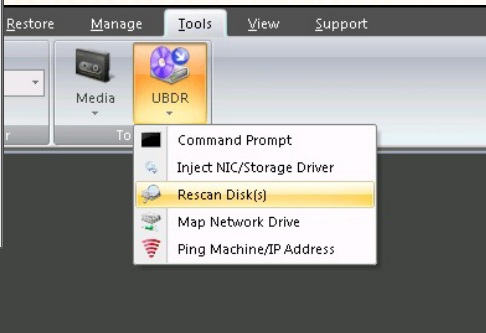 Restore Manage Tools View Support
Media UBDR
r To
Command Prompt
Inject NIC/Storage Driver
Rescan Disk(s)
Map Network Drive
Ping Machine/IP Address